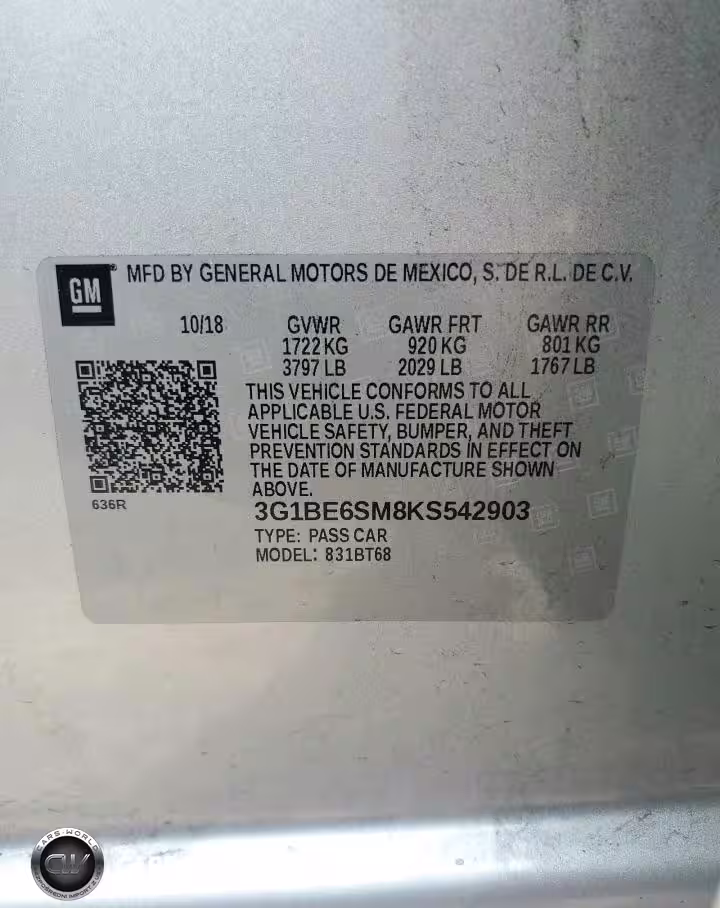 GM
MFD BY GENERAL MOTORS DE MEXICO, S. DE R.L. DE C.V.
10/18 GVWR GAWR FRT GAWR RR
1722 KG 920 KG 801 KG
3797 LB 2029 LB 1767 LB
THIS VEHICLE CONFORMS TO ALL
APPLICABLE U.S. FEDERAL MOTOR
VEHICLE SAFETY, BUMPER, AND THEFT
PREVENTION STANDARDS IN EFFECT ON
THE DATE OF MANUFACTURE SHOWN
ABOVE.
636R
3G1BE6SM8KS542903
TYPE: PASS CAR
MODEL: 831BT68
CARS-WORLD
CW